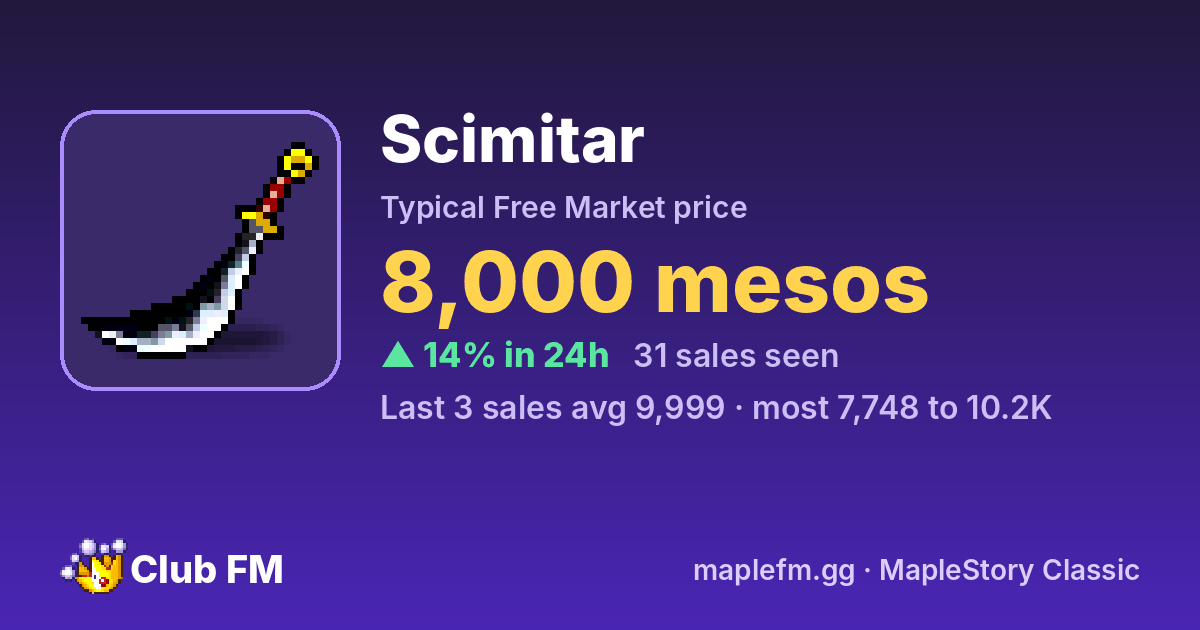 Scimitar
Typical Free Market price
8,000 mesos
▲ 14% in 24h 31 sales seen
Last 3 sales avg 9,999 · most 7,748 to 10.2K
Club FM
maplefm.gg · MapleStory Classic